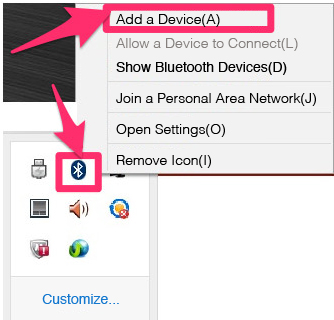 Add a Device(A)
Allow a Device to Connect(L)
Show Bluetooth Devices(D)
Join a Personal Area Network(J)
Open Settings(O)
Remove Icon(I)
Customize...